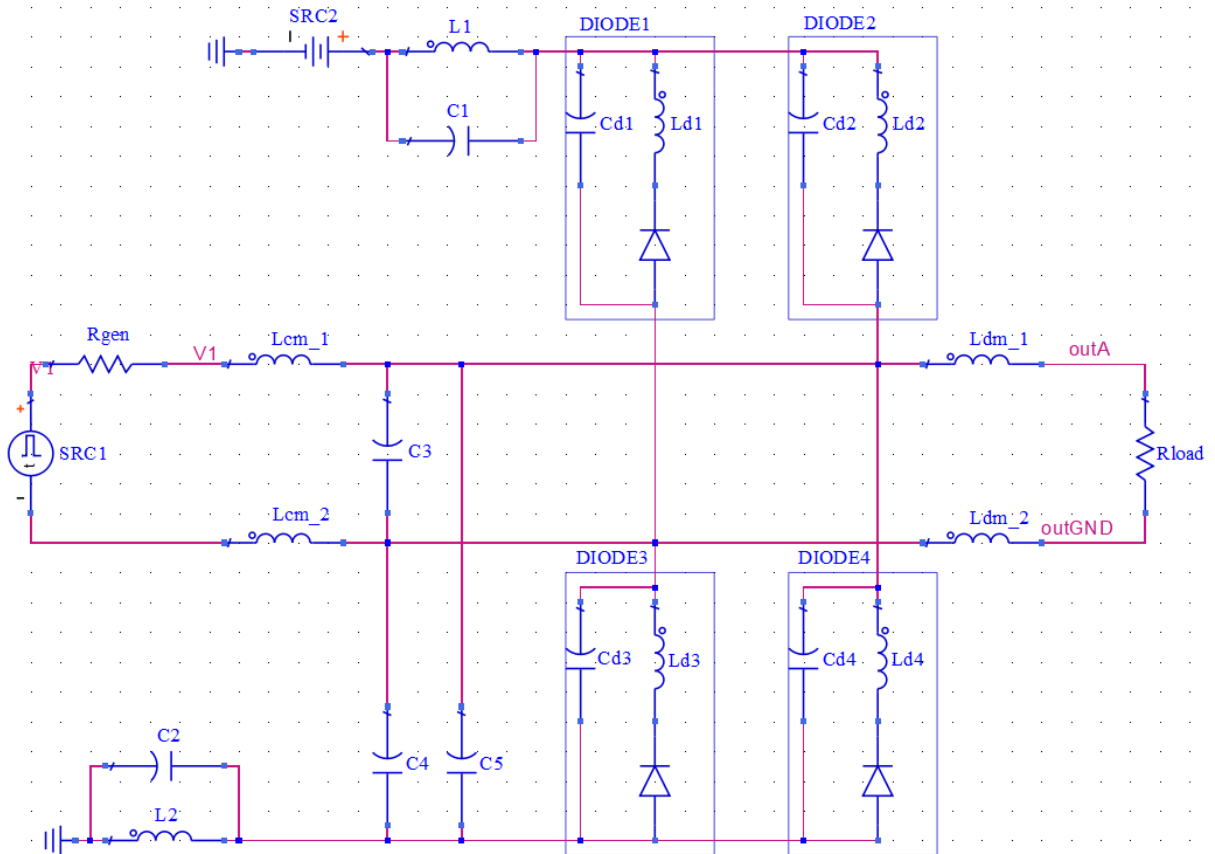 SRC2
L1
DIODE1
DIODE2
C1
Cd1
Ld1
Cd2
Ld2
Rgen
V1
Lcm_1
Ldm_1
outA
SRC1
t
C3
Rload
Lcm_2
Ldm_2
outGND
DIODE3
DIODE4
Cd3
Ld3
Cd4
Ld4
C2
C4
C5
L2